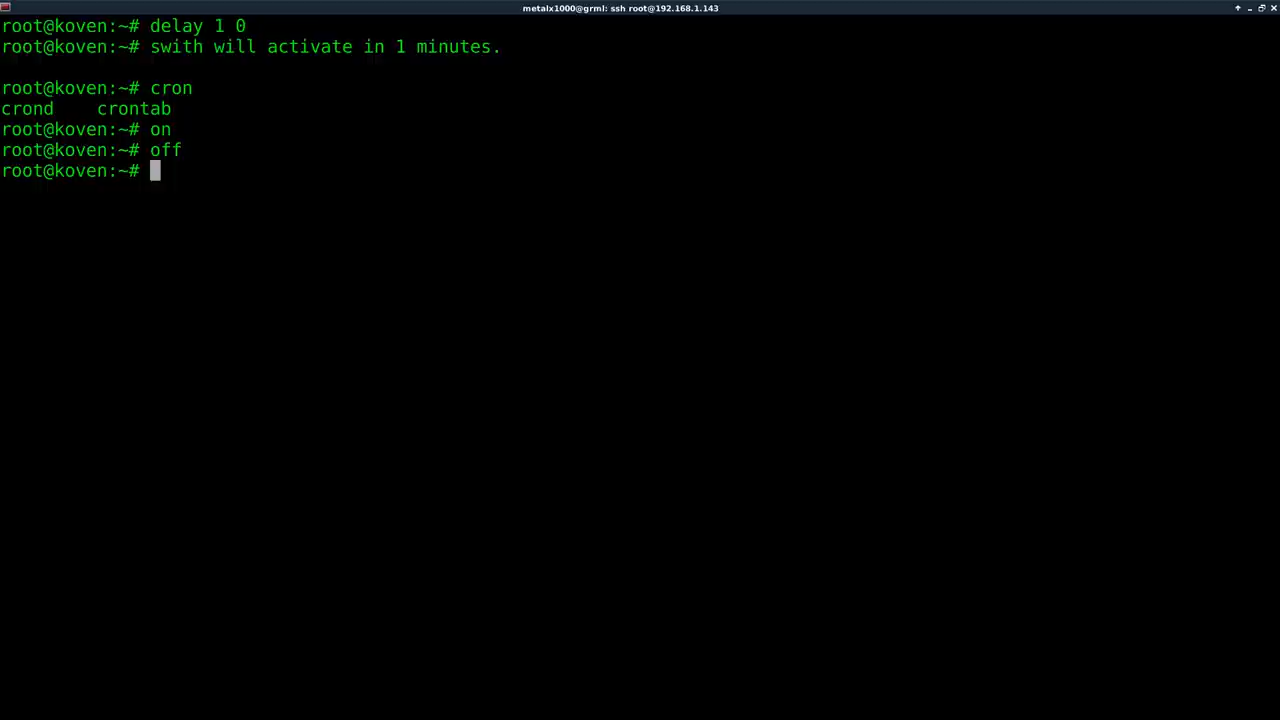 metalx1000@grml: ssh root@192.168.1.143
root@koven:~# delay 1 0
root@koven:~# swith will activate in 1 minutes.
root@koven:~# cron
crond    crontab
root@koven:~# on
root@koven:~# off
root@koven:~#